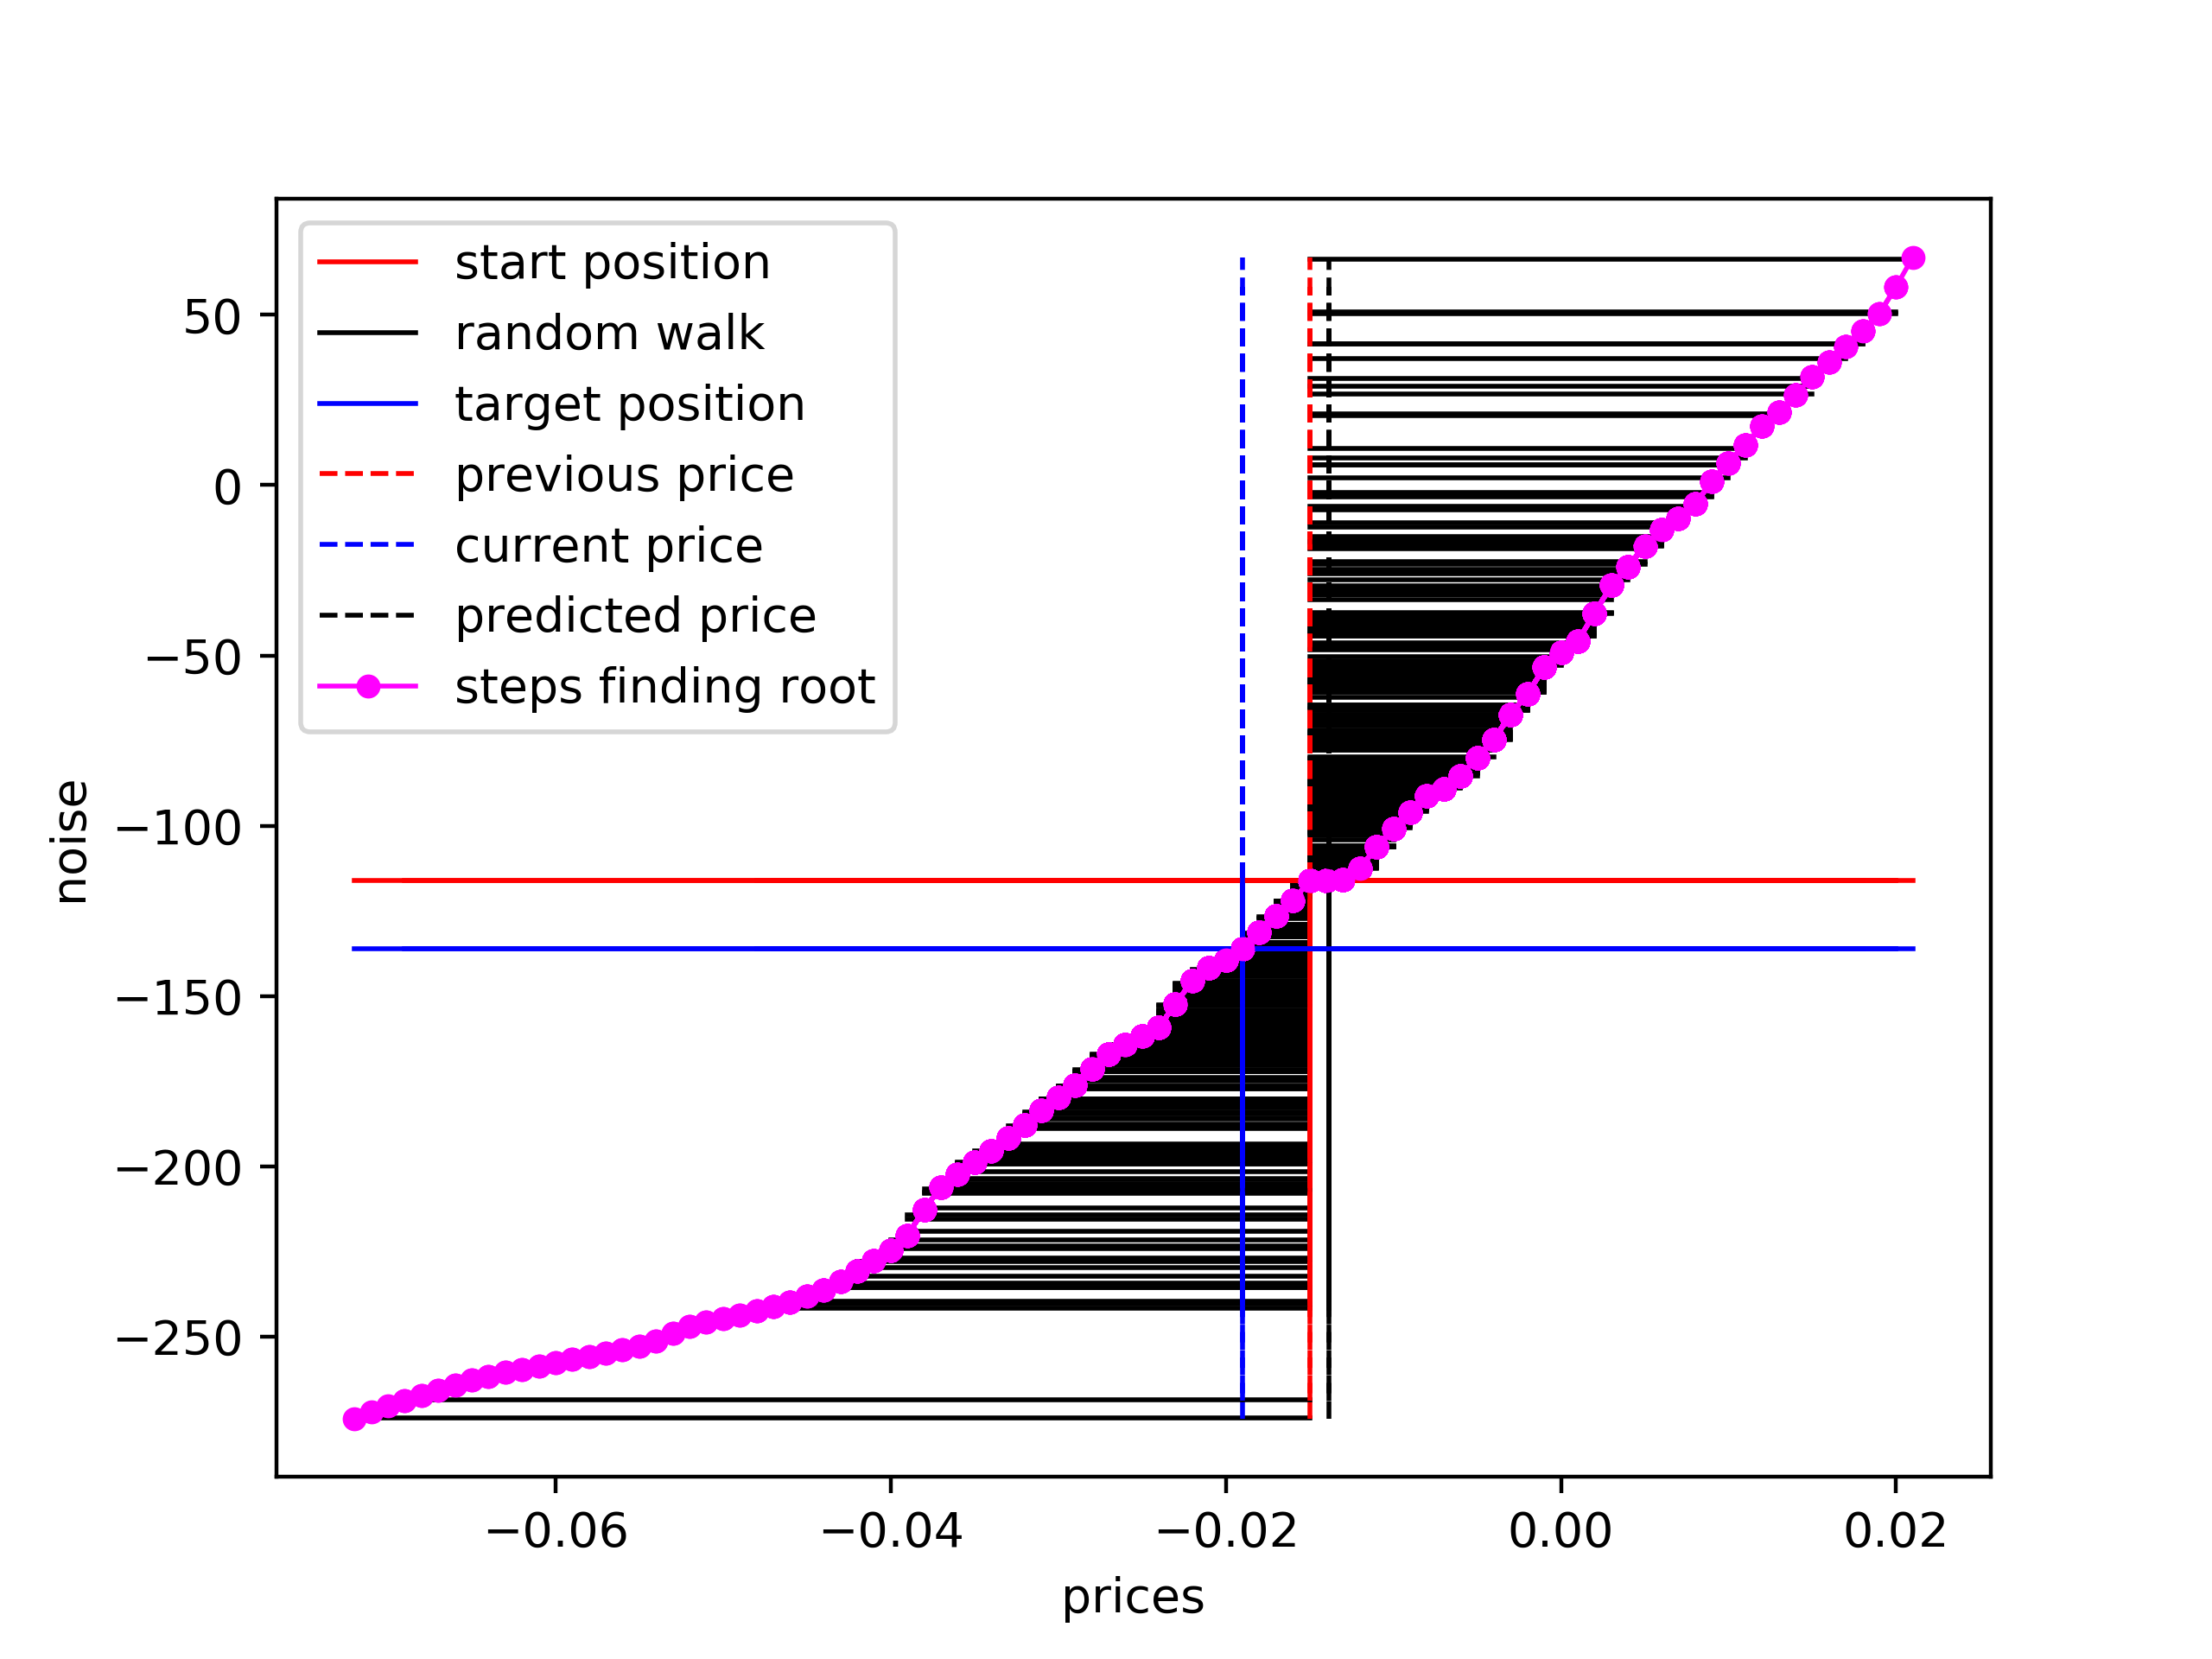 start position
random walk
target position
previous price
current price
predicted price
steps finding root
50
0
−50
−100
−150
−200
−250
noise
−0.06
−0.04
−0.02
0.00
0.02
prices